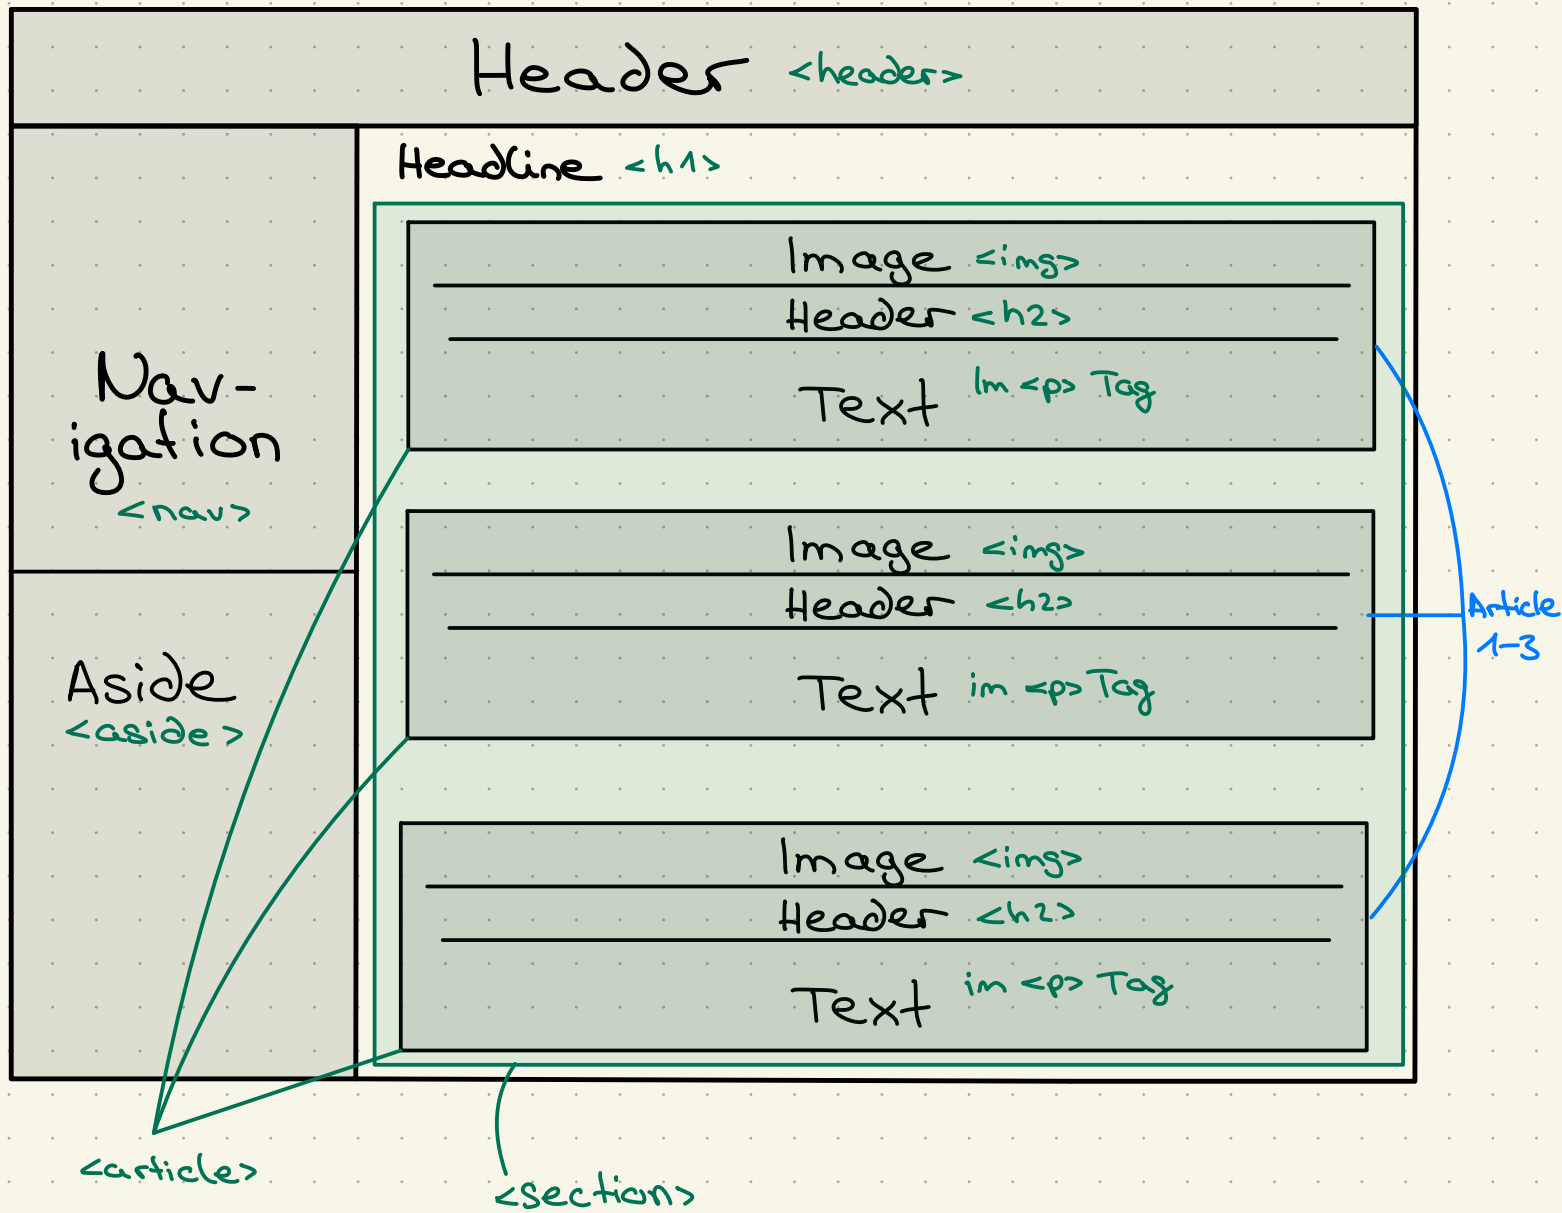 Header <header>
Headline <h1>
Image <img>
Header <h2>
Text Im <p> Tag
Nav-
igation
<nav>
Image <img>
Header <h2>
Text im <p> Tag
Article
1-3
Aside
<aside>
Image <img>
Header <h2>
Text im <p> Tag
<article>
<section>